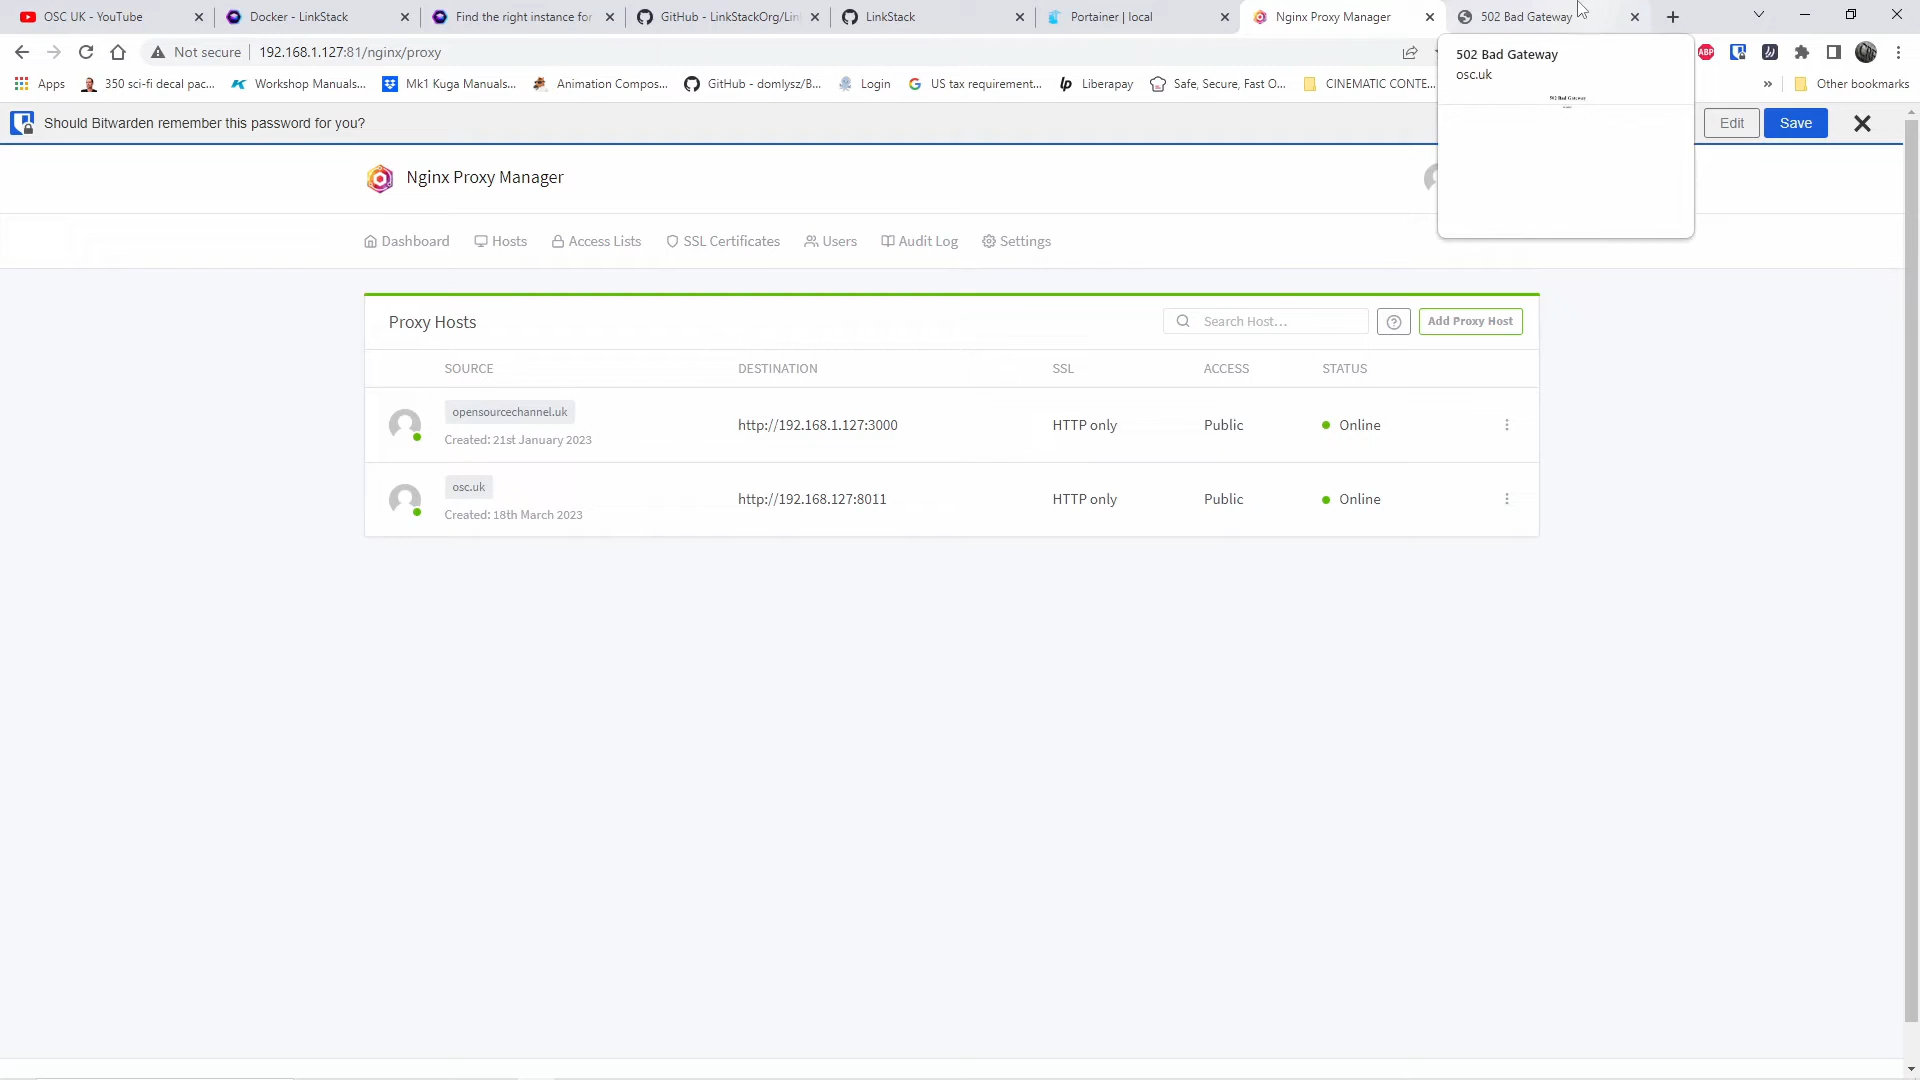 OSC UK - YouTube
Docker - LinkStack
Find the right instance for
GitHub - LinkStackOrg/Lin
LinkStack
Portainer | local
Nginx Proxy Manager
502 Bad Gateway
Not secure
192.168.1.127:81/nginx/proxy
502 Bad Gateway
osc.uk
502 Bad Gateway
ABP
Apps
350 sci-fi decal pac...
Workshop Manuals...
Mk1 Kuga Manuals...
Animation Compos...
GitHub - domlysz/B...
Login
US tax requirement...
Liberapay
Safe, Secure, Fast O...
CINEMATIC CONTE...
»
Other bookmarks
Should Bitwarden remember this password for you?
Edit
Save
Nginx Proxy Manager
Dashboard
Hosts
Access Lists
SSL Certificates
Users
Audit Log
Settings
Proxy Hosts
Search Host...
Add Proxy Host
SOURCE
DESTINATION
SSL
ACCESS
STATUS
opensourcechannel.uk
Created: 21st January 2023
http://192.168.1.127:3000
HTTP only
Public
Online
osc.uk
Created: 18th March 2023
http://192.168.127:8011
HTTP only
Public
Online